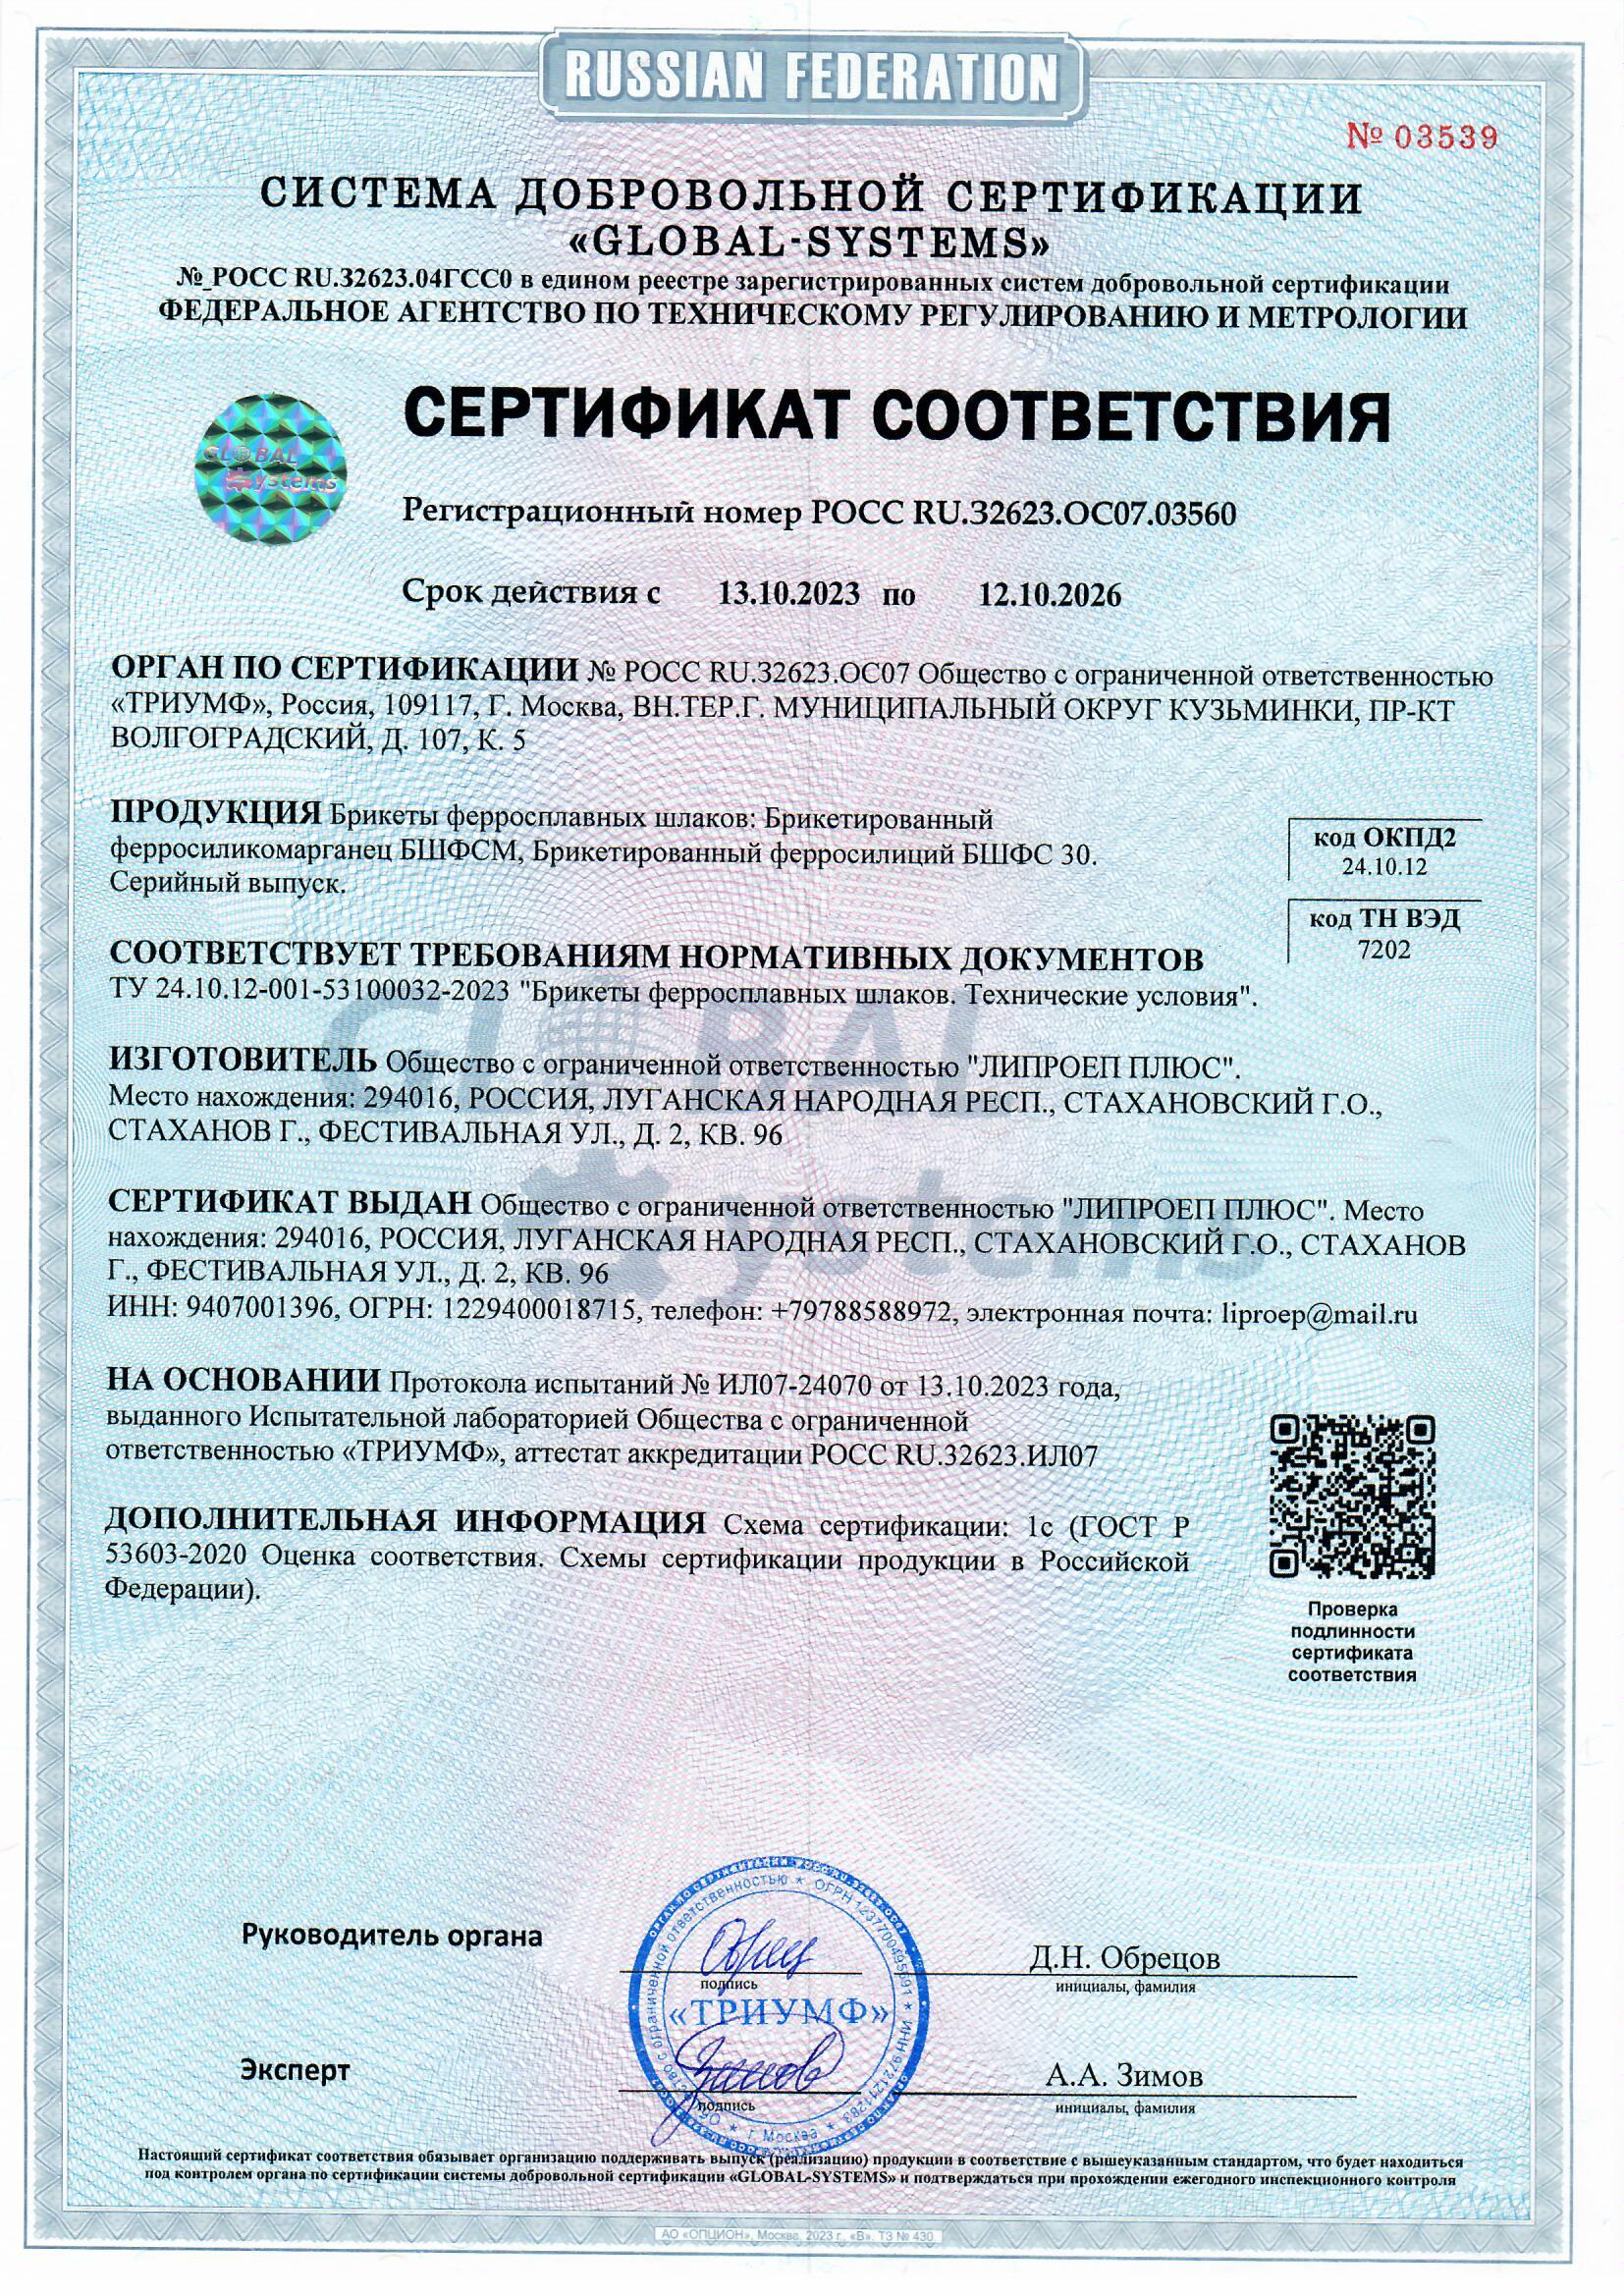 RUSSIAN FEDERATION
№ 03539
СИСТЕМА ДОБРОВОЛЬНОЙ СЕРТИФИКАЦИИ
«GLOBAL-SYSTEMS»
№ РОСС RU.32623.04ГСС0 в едином реестре зарегистрированных систем добровольной сертификации
ФЕДЕРАЛЬНОЕ АГЕНТСТВО ПО ТЕХНИЧЕСКОМУ РЕГУЛИРОВАНИЮ И МЕТРОЛОГИИ
СЕРТИФИКАТ СООТВЕТСТВИЯ
GLOBAL
systems
Регистрационный номер РОСС RU.32623.ОС07.03560
Срок действия с 13.10.2023 по 12.10.2026
ОРГАН ПО СЕРТИФИКАЦИИ № РОСС RU.32623.ОС07 Общество с ограниченной ответственностью
«ТРИУМФ», Россия, 109117, Г. Москва, ВН.ТЕР.Г. МУНИЦИПАЛЬНЫЙ ОКРУГ КУЗЬМИНКИ, ПР-КТ
ВОЛГОГРАДСКИЙ, Д. 107, К. 5
ПРОДУКЦИЯ Брикеты ферросплавных шлаков: Брикетированный
ферросиликомарганец БШФСМ, Брикетированный ферросилиций БШФС 30.
Серийный выпуск.
код ОКПД2
24.10.12
код ТН ВЭД
7202
СООТВЕТСТВУЕТ ТРЕБОВАНИЯМ НОРМАТИВНЫХ ДОКУМЕНТОВ
ТУ 24.10.12-001-53100032-2023 "Брикеты ферросплавных шлаков. Технические условия".
ИЗГОТОВИТЕЛЬ Общество с ограниченной ответственностью "ЛИПРОЕП ПЛЮС".
Место нахождения: 294016, РОССИЯ, ЛУГАНСКАЯ НАРОДНАЯ РЕСП., СТАХАНОВСКИЙ Г.О.,
СТАХАНОВ Г., ФЕСТИВАЛЬНАЯ УЛ., Д. 2, КВ. 96
СЕРТИФИКАТ ВЫДАН Общество с ограниченной ответственностью "ЛИПРОЕП ПЛЮС". Место
нахождения: 294016, РОССИЯ, ЛУГАНСКАЯ НАРОДНАЯ РЕСП., СТАХАНОВСКИЙ Г.О., СТАХАНОВ
Г., ФЕСТИВАЛЬНАЯ УЛ., Д. 2, КВ. 96
ИНН: 9407001396, ОГРН: 1229400018715, телефон: +79788588972, электронная почта: liproep@mail.ru
GLOBAL
systems
НА ОСНОВАНИИ Протокола испытаний № ИЛ07-24070 от 13.10.2023 года,
выданного Испытательной лабораторией Общества с ограниченной
ответственностью «ТРИУМФ», аттестат аккредитации РОСС RU.32623.ИЛ07
ДОПОЛНИТЕЛЬНАЯ ИНФОРМАЦИЯ Схема сертификации: 1с (ГОСТ Р
53603-2020 Оценка соответствия. Схемы сертификации продукции в Российской
Федерации).
Проверка
подлинности
сертификата
соответствия
Руководитель органа
подпись
Д.Н. Обрецов
инициалы, фамилия
«ТРИУМФ»
г Москва
Эксперт
подпись
А.А. Зимов
инициалы, фамилия
Настоящий сертификат соответствия обязывает организацию поддерживать выпуск (реализацию) продукции в соответствие с вышеуказанным стандартом, что будет находиться
под контролем органа по сертификации системы добровольной сертификации «GLOBAL-SYSTEMS» и подтверждаться при прохождении ежегодного инспекционного контроля
АО «ОПЦИОН», Москва, 2023 г., «В». ТЗ № 430